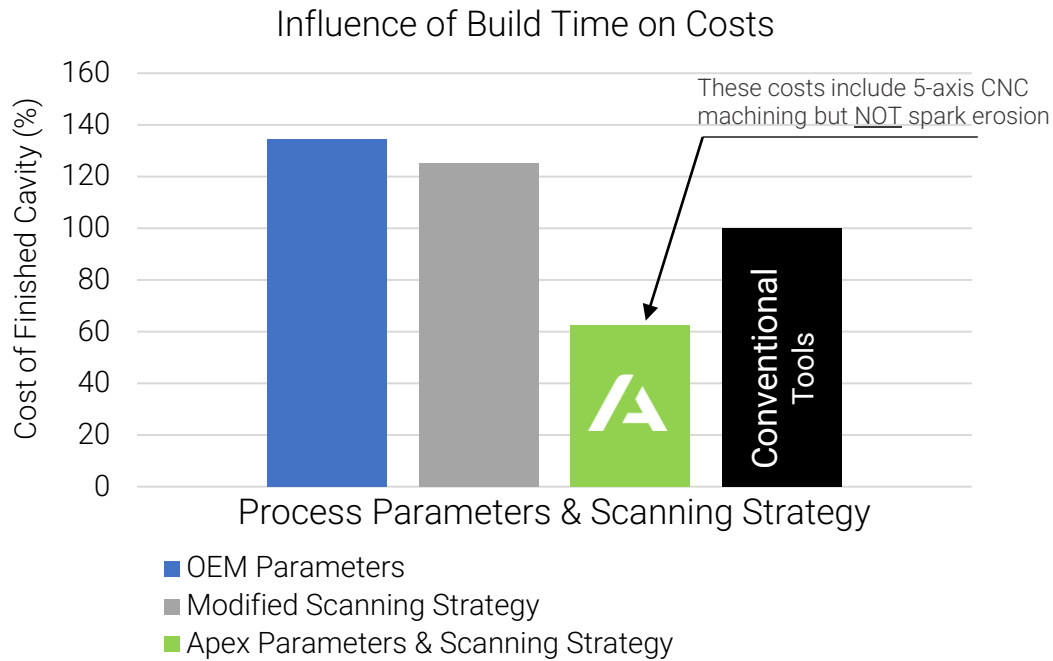 Influence of Build Time on Costs
These costs include 5-axis CNC
machining but NOT spark erosion
Cost of Finished Cavity (%)
160
140
120
100
80
60
40
20
0
Conventional
Tools
Process Parameters & Scanning Strategy
OEM Parameters
Modified Scanning Strategy
Apex Parameters & Scanning Strategy